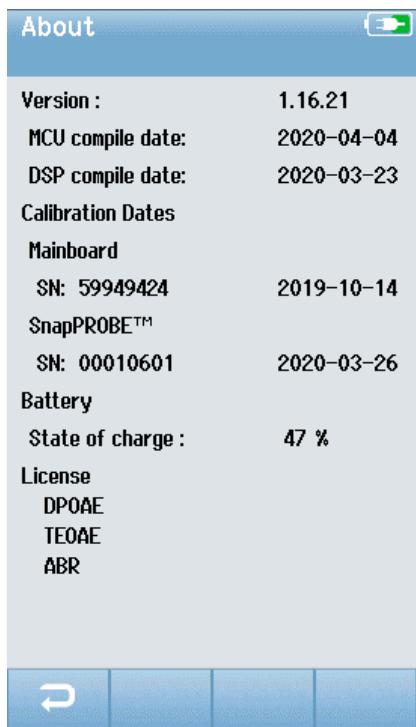 About
Version : 1.16.21
MCU compile date: 2020-04-04
DSP compile date: 2020-03-23
Calibration Dates
Mainboard
SN: 59949424 2019-10-14
SnapPROBE™
SN: 00010601 2020-03-26
Battery
State of charge : 47 %
License
DPOAE
TEOAE
ABR